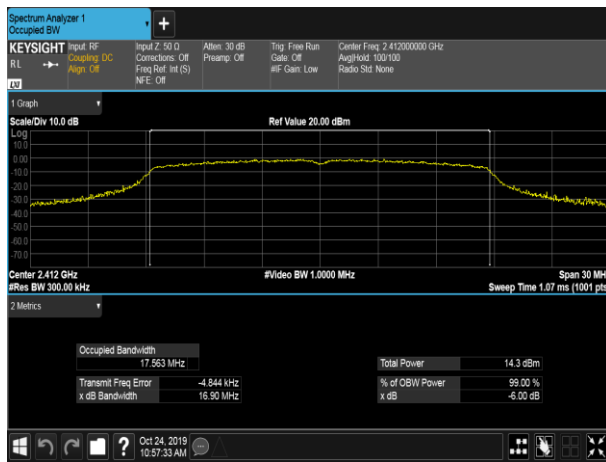 Spectrum Analyzer 1
Occupied BW
+
KEYSIGHT Input: RF Input Z: 50 Ω Atten: 30 dB Trig: Free Run Center Freq: 2.412000000 GHz
RL Coupling: DC Corrections: Off Preamp: Off Gate: Off Avg|Hold: 100/100
Align: Off Freq Ref: Int (S) #IF Gain: Low Radio Std: None
LXI NFE: Off
1 Graph
Scale/Div 10.0 dB Ref Value 20.00 dBm
Log
10.0
0.00
-10.0
-20.0
-30.0
-40.0
-50.0
-60.0
-70.0
Center 2.412 GHz #Video BW 1.0000 MHz Span 30 MH
#Res BW 300.00 kHz Sweep Time 1.07 ms (1001 pts
2 Metrics
Occupied Bandwidth
17.563 MHz Total Power 14.3 dBm
Transmit Freq Error -4.844 kHz % of OBW Power 99.00 %
x dB Bandwidth 16.90 MHz x dB -6.00 dB
? Oct 24, 2019
10:57:33 AM